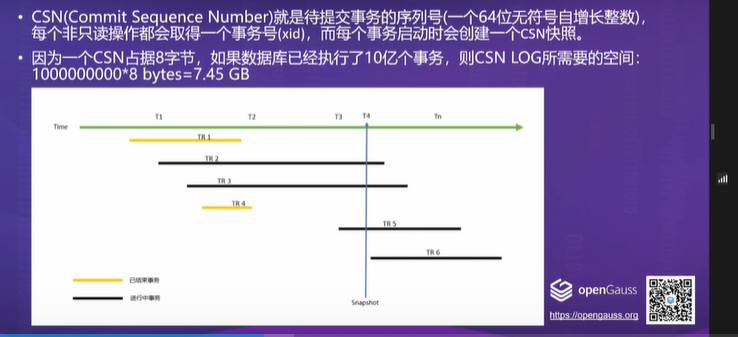 • CSN(Commit Sequence Number)就是待提交事务的序列号(一个64位无符号自增长整数),
每个非只读操作都会取得一个事务号(xid)，而每个事务启动时会创建一个CSN快照。
• 因为一个CSN占据8字节，如果数据库已经执行了10亿个事务，则CSN LOG所需要的空间：
1000000000*8 bytes=7.45 GB
T1 T2 T3 T4 Tn
Time
TR 1
TR 2
TR 3
TR 4
TR 5
TR 6
已结束事务
进行中事务
Snapshot
openGauss
https://opengauss.org